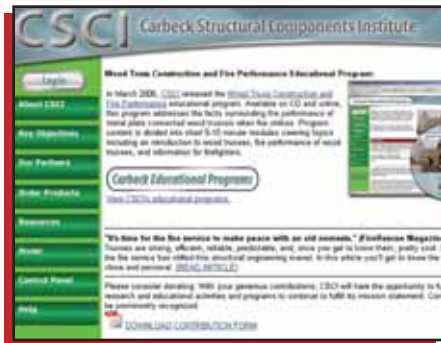 CSCI Carbeck Structural Components Institute
Login
About CSCI
Key Objectives
Our Partners
Order Products
Resources
Home
Control Panel
Help
Wood Truss Construction and Fire Performance Educational Program:
In March 2006, CSCI released the Wood Truss Construction and
Fire Performance educational program. Available on CD and online,
this program addresses the facts surrounding the performance of
metal plate connected wood trusses when fire strikes. Program
content is divided into short 5-15 minute modules covering topics
including an introduction to wood trusses, fire performance of wood
trusses, and information for firefighters.
Carbeck Educational Programs
View CSCI's educational programs.
"It's time for the fire service to make peace with an old nemesis." (FireRescue Magazin
Trusses are strong, efficient, reliable, predictable, and, once you get to know them, pretty cool.
the fire service has vilified this structural engineering marvel. In this article you'll get to know the
close and personal. [READ ARTICLE]
Please consider donating. With your generous contributions, CSCI will have the opportunity to fu
research and educational activities and programs to continue to fulfill its mission statement. Con
be prominently recognized.
DOWNLOAD CONTRIBUTION FORM